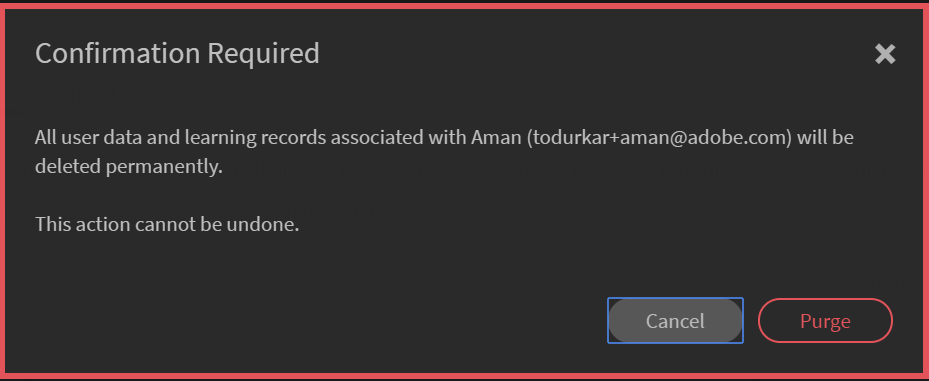 Confirmation Required
All user data and learning records associated with Aman (todurkar+aman@adobe.com) will be
deleted permanently.
This action cannot be undone.
Cancel
Purge